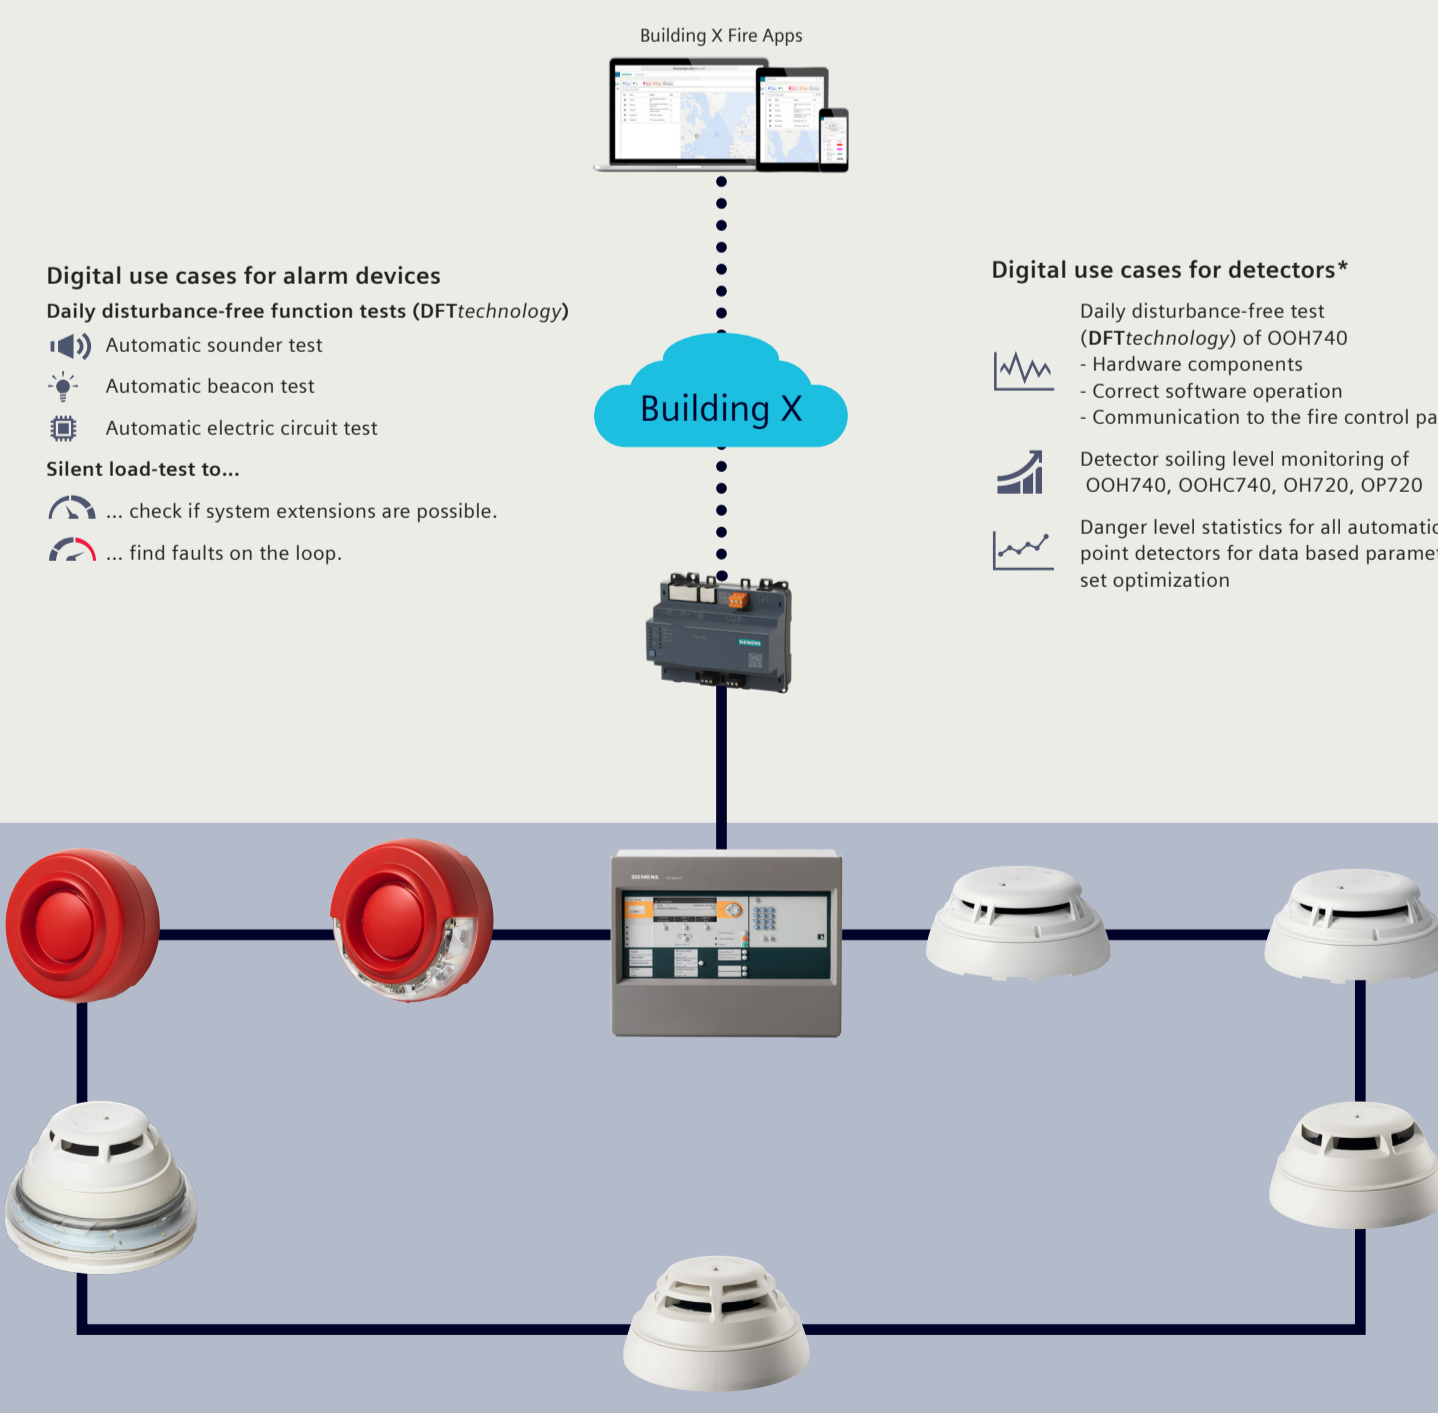 Building X Fire Apps
Digital use cases for alarm devices
Daily disturbance-free function tests (DFTtechnology)
Automatic sounder test
Automatic beacon test
Automatic electric circuit test
Silent load-test to...
... check if system extensions are possible.
... find faults on the loop.
Building X
Digital use cases for detectors*
Daily disturbance-free test
(DFTtechnology) of OOH740
- Hardware components
- Correct software operation
- Communication to the fire control pa
Detector soiling level monitoring of
OOH740, OOHC740, OH720, OP720
Danger level statistics for all automatic
point detectors for data based paramet
set optimization
SIEMENS
SIEMENS